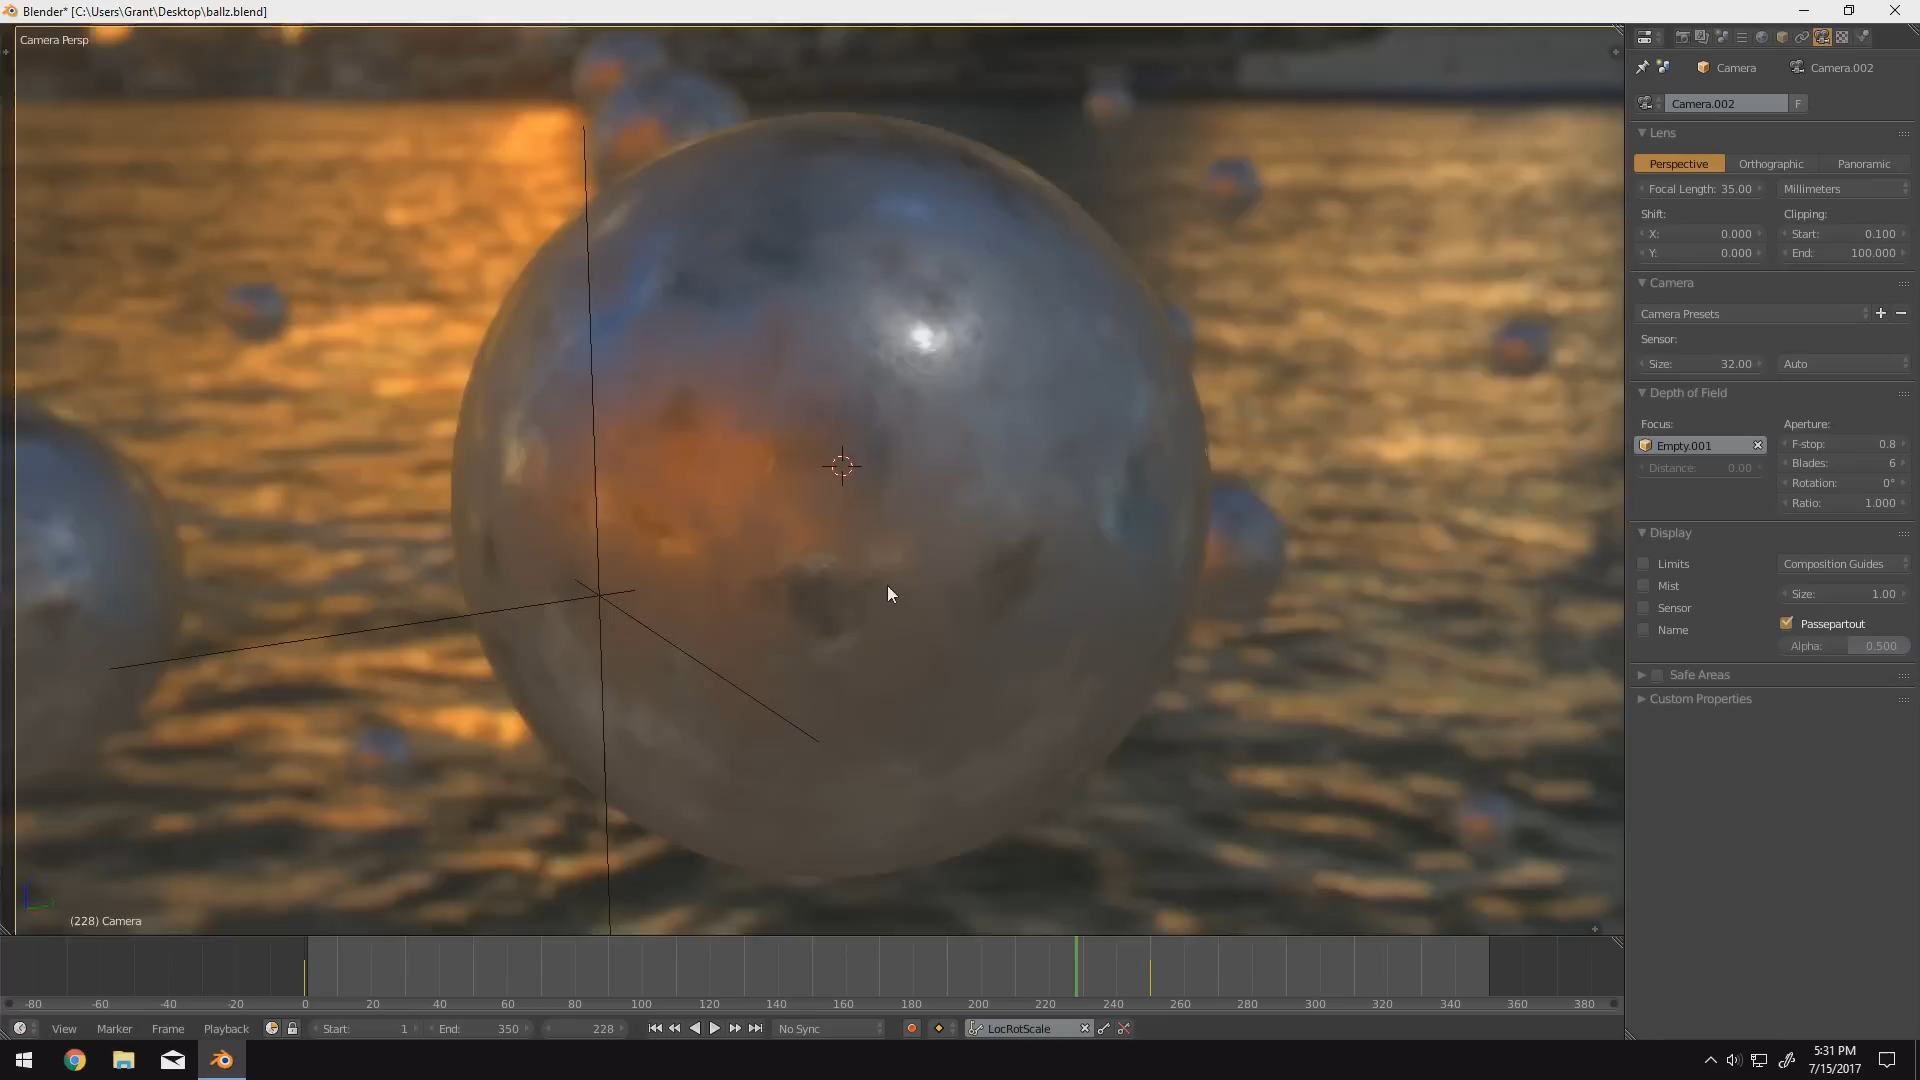 Blender* [C:\Users\Grant\Desktop\ballz.blend]
Camera Persp
Camera
Camera.002
Camera.002
F
Lens
Perspective
Orthographic
Panoramic
Focal Length: 35.00
Millimeters
Shift:
Clipping:
X: 0.000
Start: 0.100
Y: 0.000
End: 100.000
Camera
Camera Presets
Sensor:
Size: 32.00
Auto
Depth of Field
Focus:
Aperture:
Empty.001
F-stop: 0.8
Distance: 0.00
Blades: 6
Rotation: 0°
Ratio: 1.000
Display
Limits
Composition Guides
Mist
Size: 1.00
Sensor
Name
Passepartout
Alpha: 0.500
Safe Areas
Custom Properties
(228) Camera
-80 -60 -40 -20 0 20 40 60 80 100 120 140 160 180 200 220 240 260 280 300 320 340 360 380
View Marker Frame Playback Start: 1 End: 350 228 No Sync LocRotScale
5:31 PM
7/15/2017